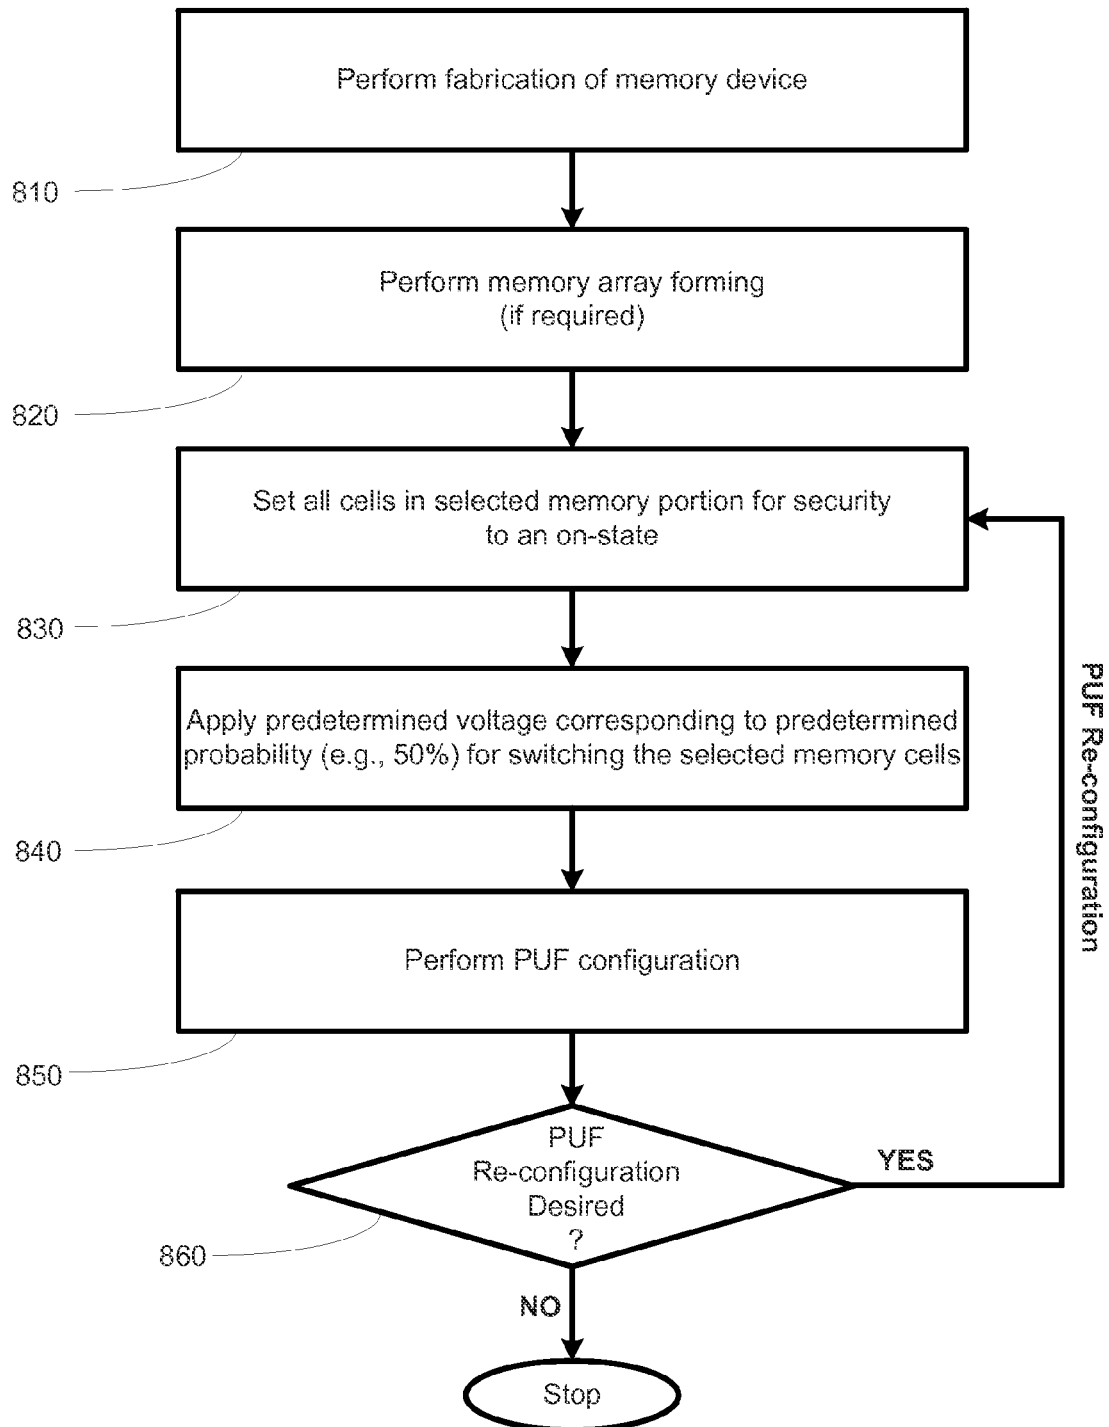 Perform fabrication of memory device
810
Perform memory array forming
(if required)
820
Set all cells in selected memory portion for security
to an on-state
830
Apply predetermined voltage corresponding to predetermined
probability (e.g., 50%) for switching the selected memory cells
840
Perform PUF configuration
850
PUF
Re-configuration
Desired
?
860
YES
PUF Re-configuration
NO
Stop